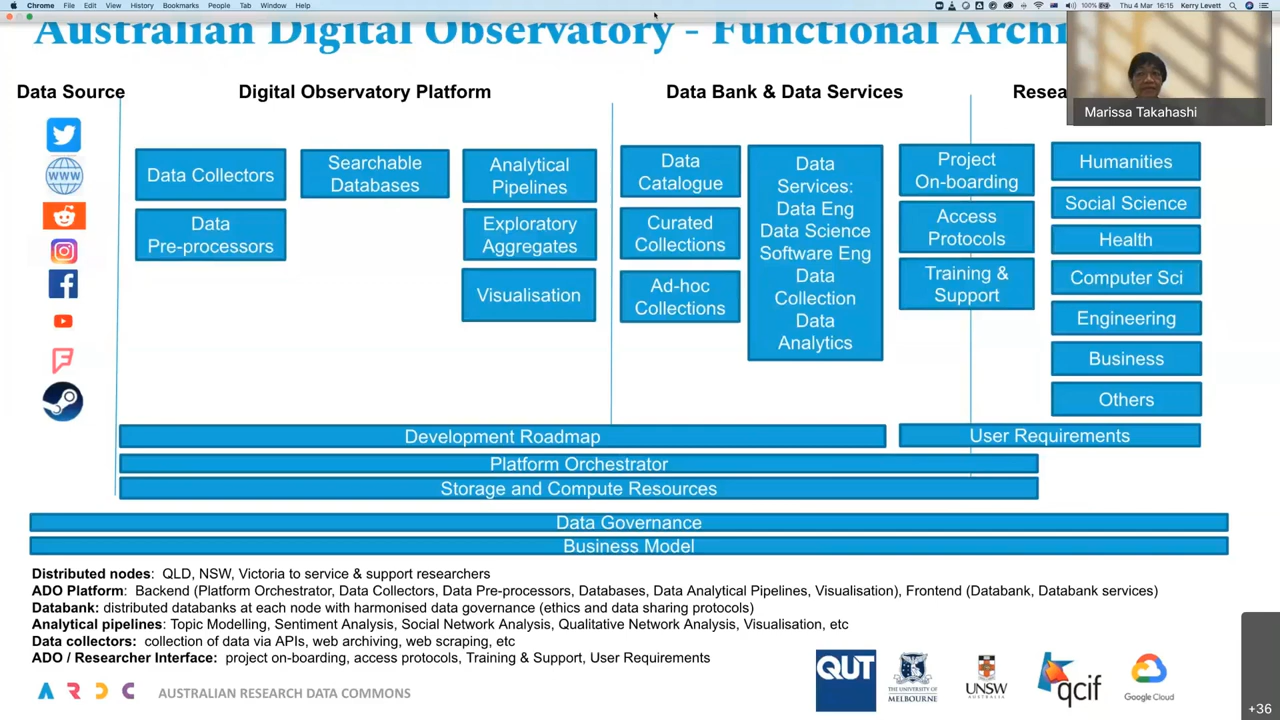 Chrome File Edit View History Bookmarks People Tab Window Help
100% Thu 4 Mar 16:15 Kerry Levett
Australian Digital Observatory - Functional Archi
Marissa Takahashi
Data Source
Digital Observatory Platform
Data Bank & Data Services
Resea
WWW
Data Collectors
Data
Pre-processors
Searchable
Databases
Analytical
Pipelines
Exploratory
Aggregates
Visualisation
Data
Catalogue
Curated
Collections
Ad-hoc
Collections
Data
Services:
Data Eng
Data Science
Software Eng
Data
Collection
Data
Analytics
Project
On-boarding
Access
Protocols
Training &
Support
Humanities
Social Science
Health
Computer Sci
Engineering
Business
Others
Development Roadmap
User Requirements
Platform Orchestrator
Storage and Compute Resources
Data Governance
Business Model
Distributed nodes: QLD, NSW, Victoria to service & support researchers
ADO Platform: Backend (Platform Orchestrator, Data Collectors, Data Pre-processors, Databases, Data Analytical Pipelines, Visualisation), Frontend (Databank, Databank services)
Databank: distributed databanks at each node with harmonised data governance (ethics and data sharing protocols)
Analytical pipelines: Topic Modelling, Sentiment Analysis, Social Network Analysis, Qualitative Network Analysis, Visualisation, etc
Data collectors: collection of data via APIs, web archiving, web scraping, etc
ADO / Researcher Interface: project on-boarding, access protocols, Training & Support, User Requirements
ARDC AUSTRALIAN RESEARCH DATA COMMONS
QUT
THE UNIVERSITY OF
MELBOURNE
UNSW
AUSTRALIA
qcif
Google Cloud
+36